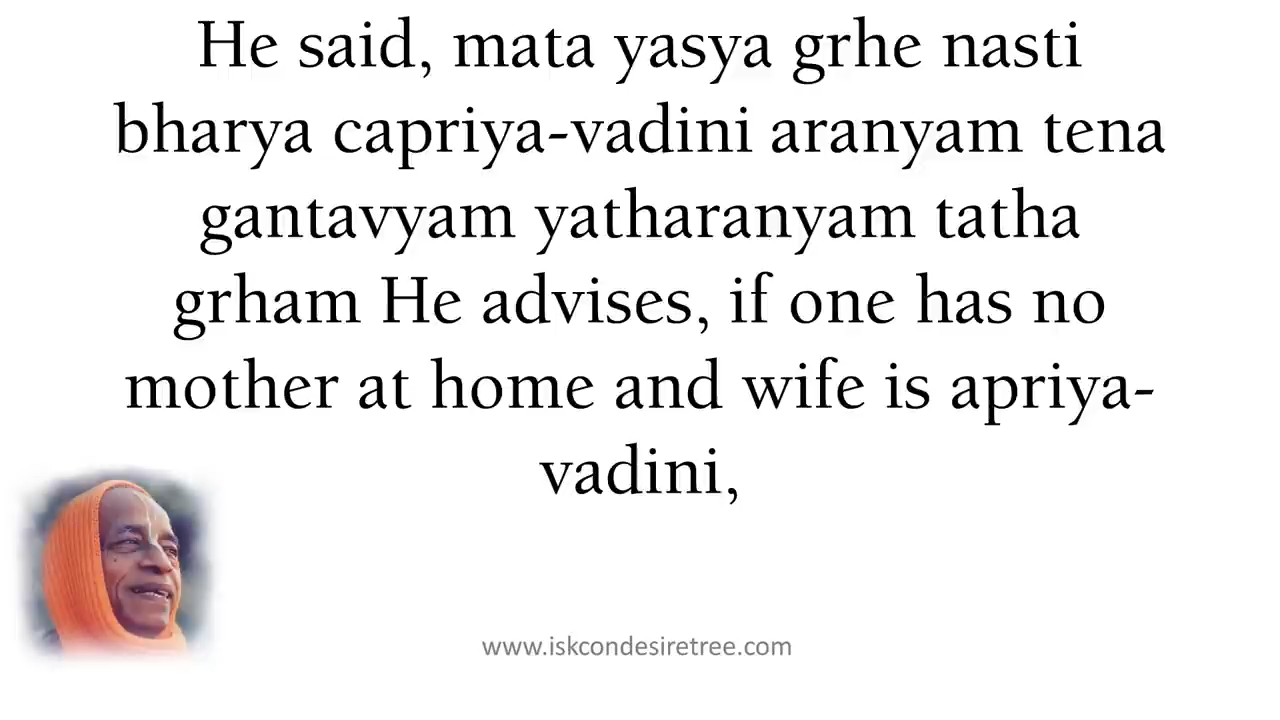 He said, mata yasya grhe nasti
bharya capriya-vadini aranyam tena
gantavyam yatharanyam tatha
grham He advises, if one has no
mother at home and wife is apriya-
vadini,
www.iskcondesiretree.com